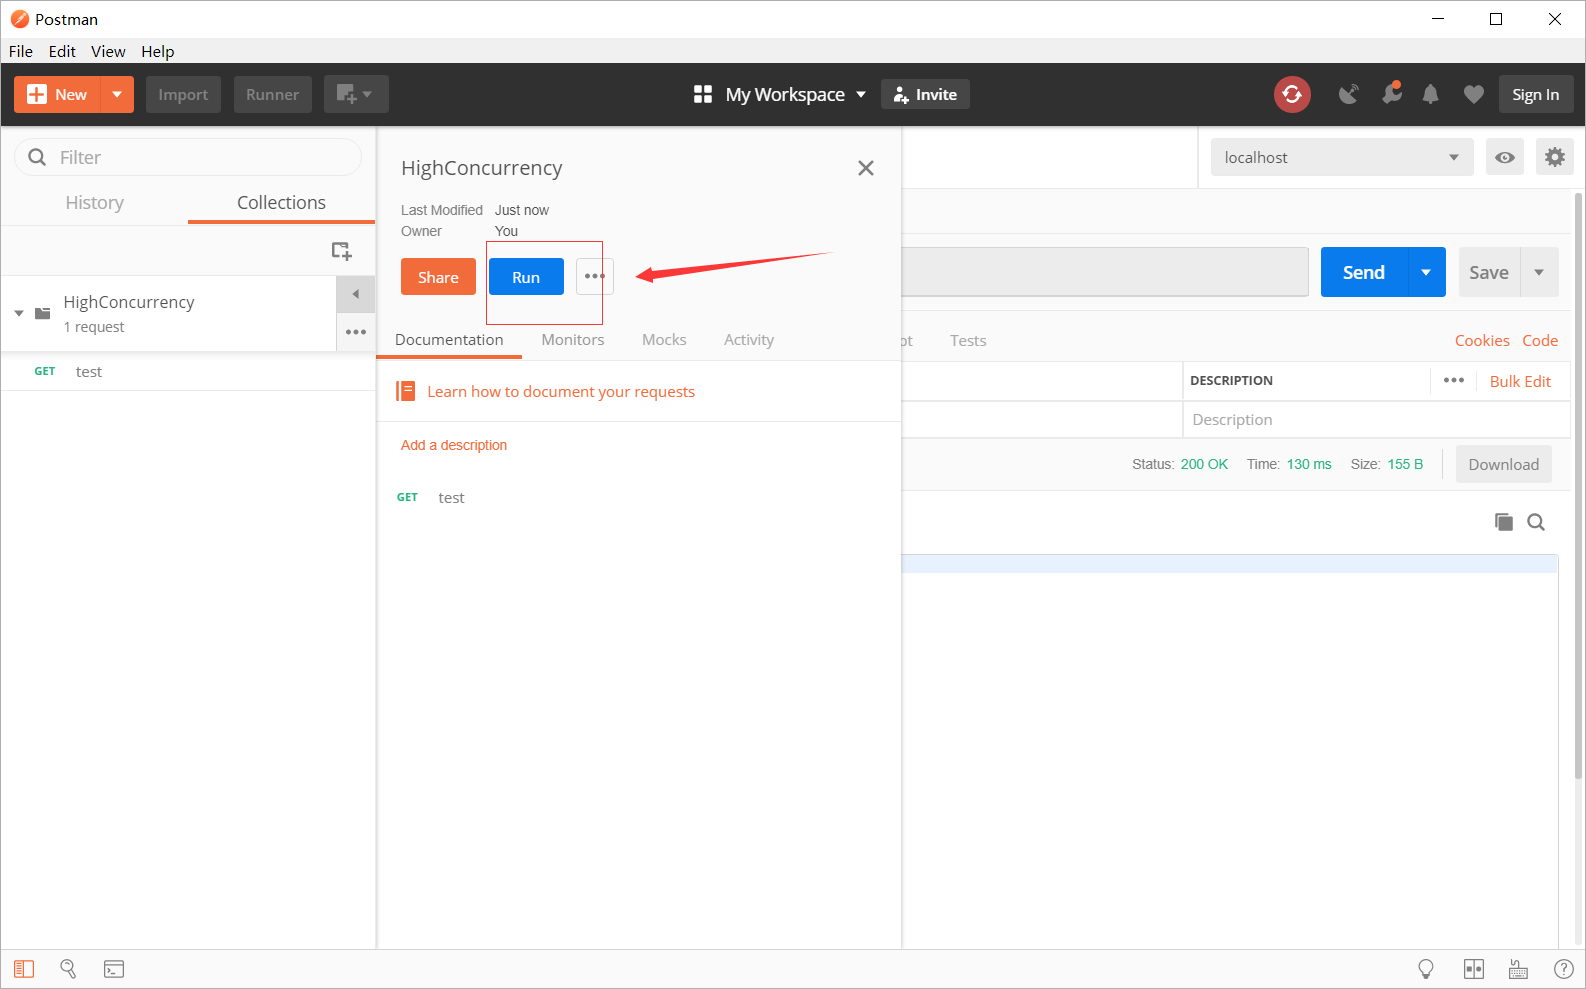 Postman
File Edit View Help
New Import Runner My Workspace Invite Sign In
Filter
History Collections
HighConcurrency
1 request
GET test
HighConcurrency
Last Modified Just now
Owner You
Share Run
Documentation Monitors Mocks Activity
Learn how to document your requests
Add a description
GET test
localhost
Send Save
Tests Cookies Code
DESCRIPTION Bulk Edit
Description
Status: 200 OK Time: 130 ms Size: 155 B Download